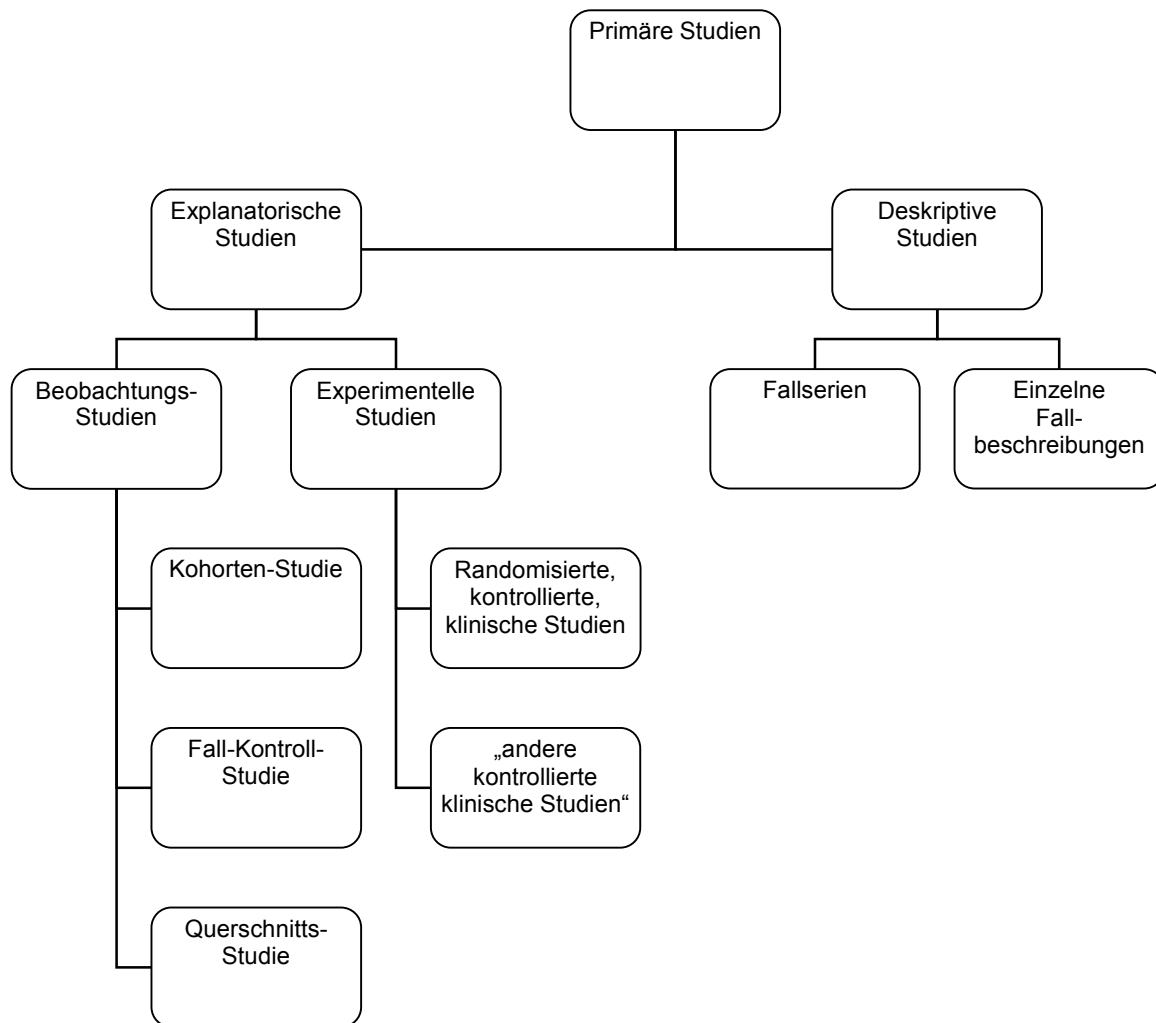 Primäre Studien
Explanatorische
Studien
Deskriptive
Studien
Beobachtungs-
Studien
Experimentelle
Studien
Fallserien
Einzelne
Fall-
beschreibungen
Kohorten-Studie
Randomisierte,
kontrollierte,
klinische Studien
Fall-Kontroll-
Studie
„andere
kontrollierte
klinische Studien“
Querschnitts-
Studie